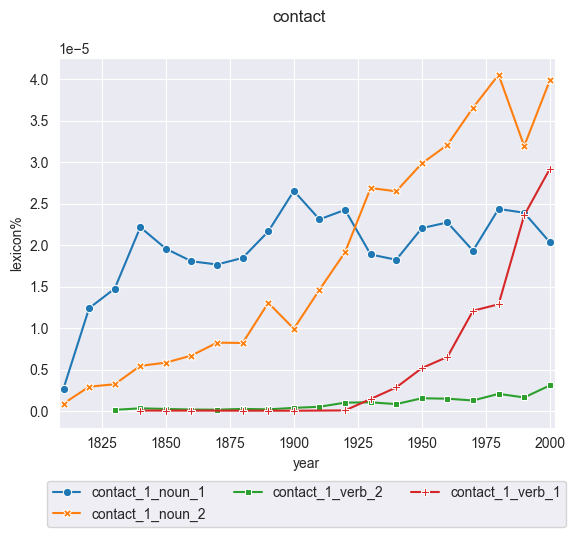 contact
1e−5
4.0
3.5
3.0
2.5
2.0
1.5
1.0
0.5
0.0
lexicon%
1825 1850 1875 1900 1925 1950 1975 2000
year
contact_1_noun_1 contact_1_verb_2 contact_1_verb_1
contact_1_noun_2